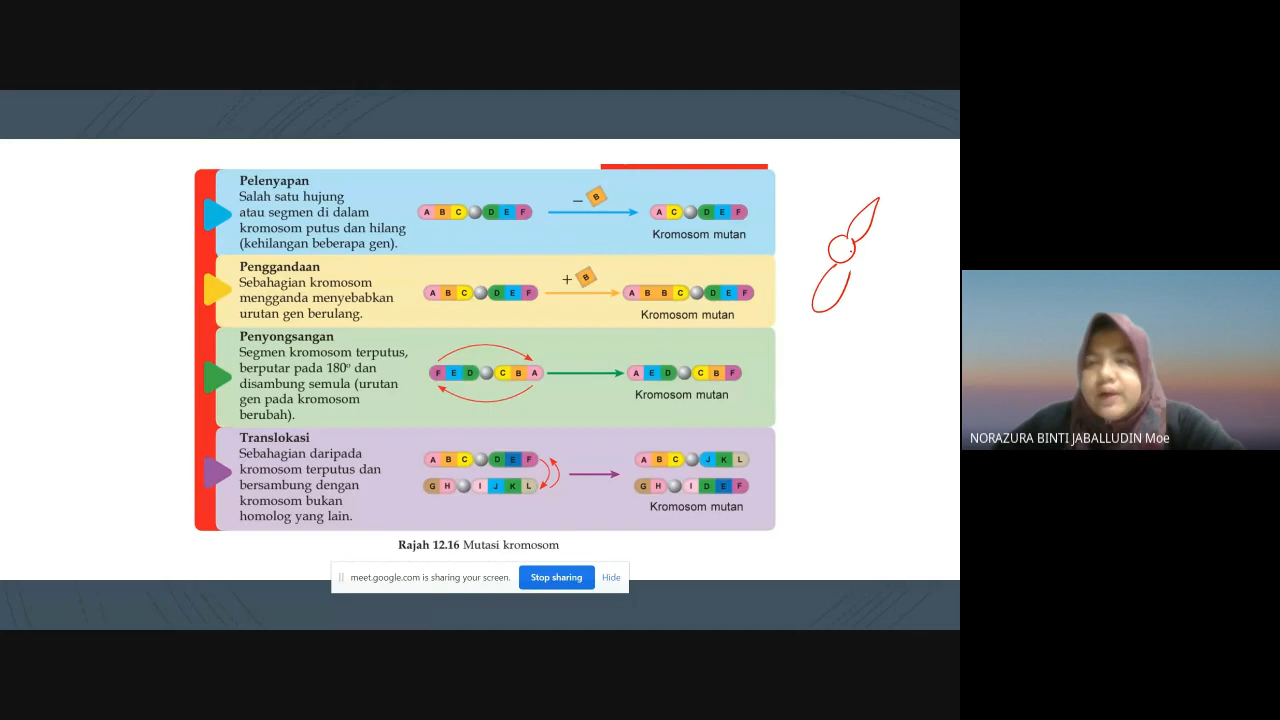 Pelenyapan
Salah satu hujung
atau segmen di dalam
kromosom putus dan hilang
(kehilangan beberapa gen).
A B C D E F
− B
A C D E F
Kromosom mutan
Penggandaan
Sebahagian kromosom
mengganda menyebabkan
urutan gen berulang.
A B C D E F
+ B
A B B C D E F
Kromosom mutan
Penyongsangan
Segmen kromosom terputus,
berputar pada 180° dan
disambung semula (urutan
gen pada kromosom
berubah).
F E D C B A
A E D C B F
Kromosom mutan
Translokasi
Sebahagian daripada
kromosom terputus dan
bersambung dengan
kromosom bukan
homolog yang lain.
A B C D E F
G H I J K L
A B C J K L
G H I D E F
Kromosom mutan
Rajah 12.16 Mutasi kromosom
meet.google.com is sharing your screen.
Stop sharing
Hide
NORAZURA BINTI JABALLUDIN Moe